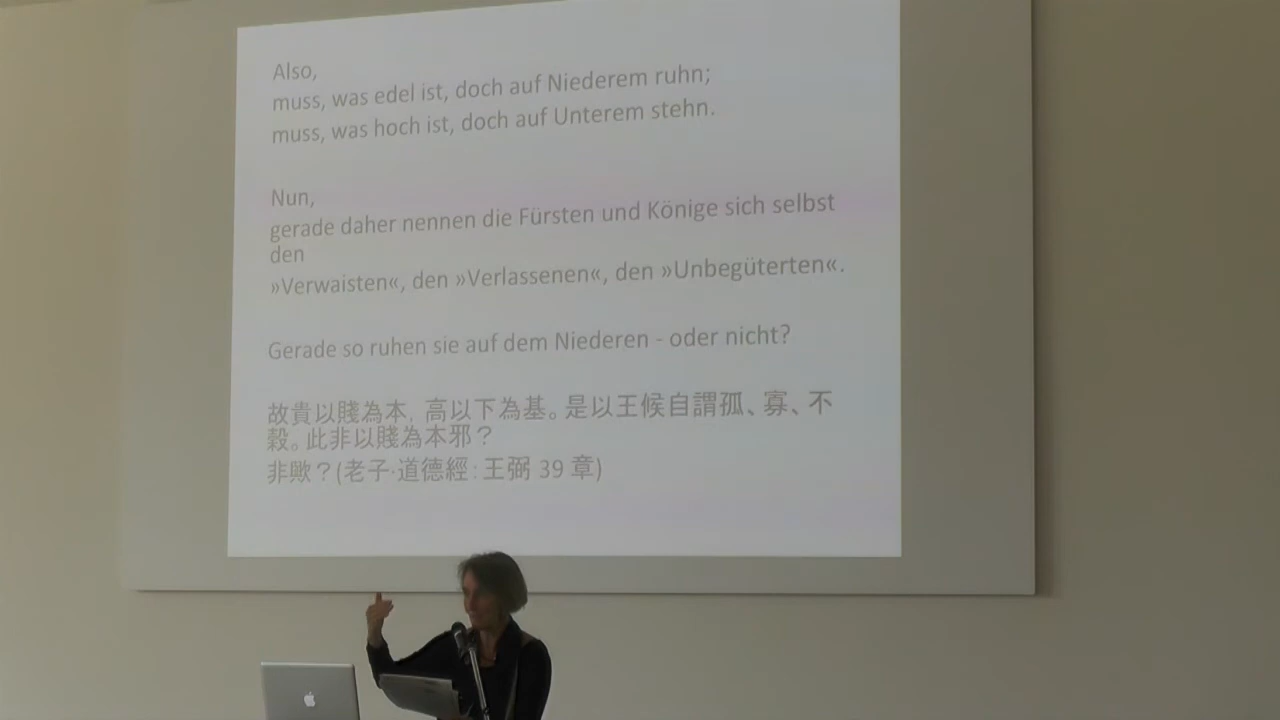 Also,
muss, was edel ist, doch auf Niederem ruhn;
muss, was hoch ist, doch auf Unterem stehn.
Nun,
gerade daher nennen die Fürsten und Könige sich selbst
den
»Verwaisten«, den »Verlassenen«, den »Unbegüterten«.
Gerade so ruhen sie auf dem Niederen - oder nicht?
故貴以賤為本，高以下為基。是以王候自謂孤、寡、不
穀。此非以賤為本邪？
非歟？(老子·道德經：王弼 39 章)